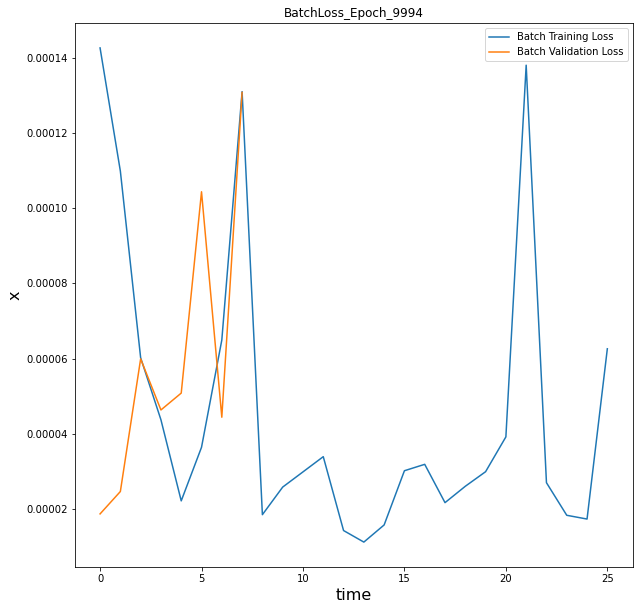 BatchLoss_Epoch_9994
Batch Training Loss
Batch Validation Loss
0.00014
0.00012
0.00010
0.00008
0.00006
0.00004
0.00002
x
0 5 10 15 20 25
time